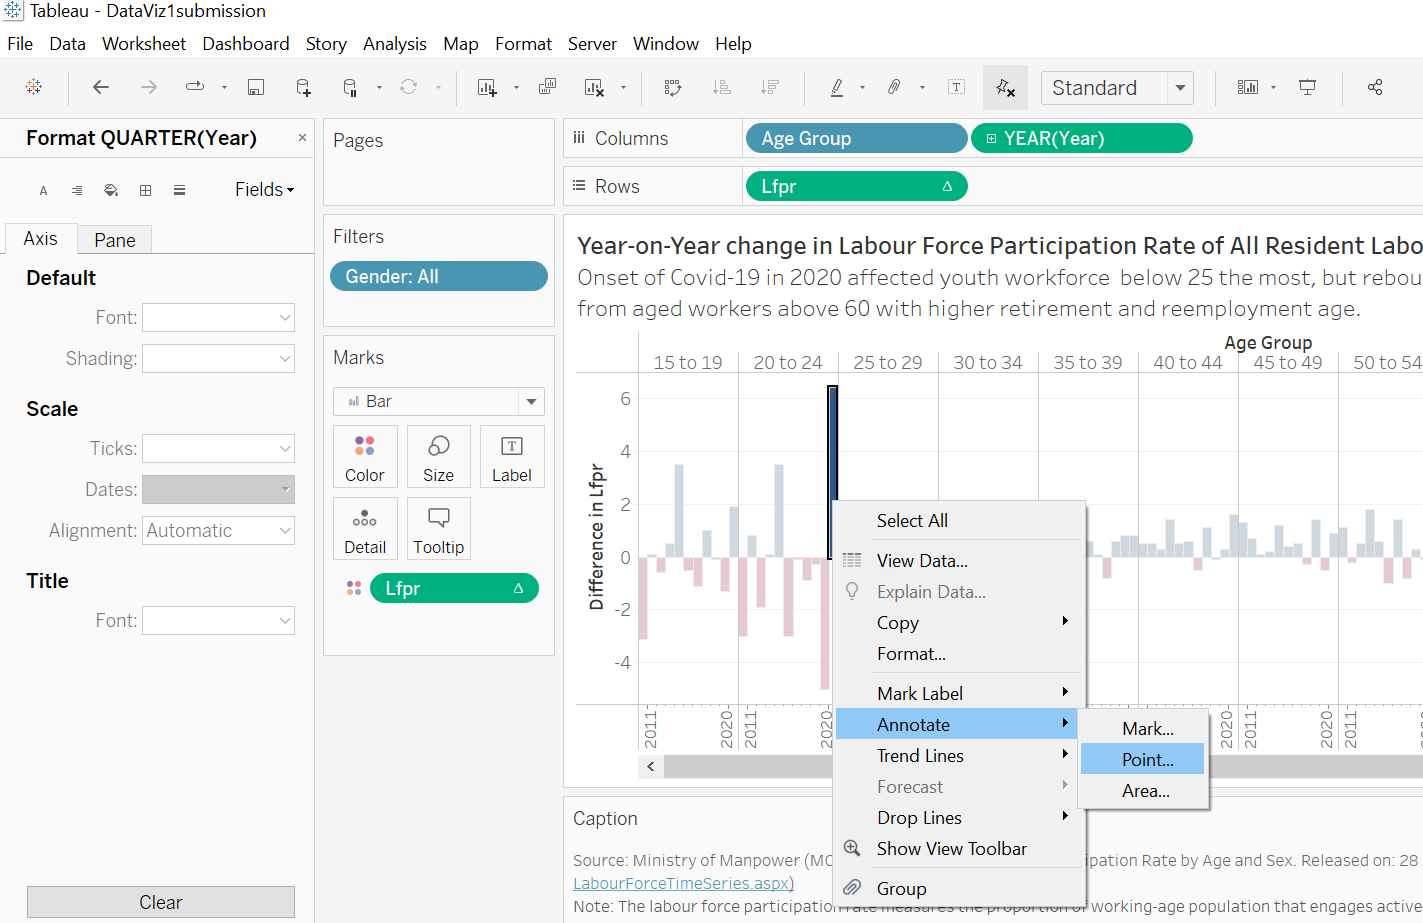 Tableau - DataViz1submission
File Data Worksheet Dashboard Story Analysis Map Format Server Window Help
Standard
Format QUARTER(Year) ×
Fields
Axis Pane
Default
Font:
Shading:
Scale
Ticks:
Dates:
Alignment: Automatic
Title
Font:
Clear
Pages
Filters
Gender: All
Marks
Bar
Color Size Label
Detail Tooltip
Lfpr Δ
Columns Age Group YEAR(Year)
Rows Lfpr Δ
Year-on-Year change in Labour Force Participation Rate of All Resident Labo
Onset of Covid-19 in 2020 affected youth workforce below 25 the most, but rebou
from aged workers above 60 with higher retirement and reemployment age.
Age Group
15 to 19 20 to 24 25 to 29 30 to 34 35 to 39 40 to 44 45 to 49 50 to 54
Difference in Lfpr
6
4
2
0
-2
-4
2011 2020 2011 2020 2020 2011 2020 2011
Select All
View Data...
Explain Data...
Copy
Format...
Mark Label
Annotate
Trend Lines
Forecast
Drop Lines
Show View Toolbar
Group
Mark...
Point...
Area...
Caption
Source: Ministry of Manpower (MO ipation Rate by Age and Sex. Released on: 28
LabourForceTimeSeries.aspx)
Note: The labour force participation rate measures the proportion of working-age population that engages active